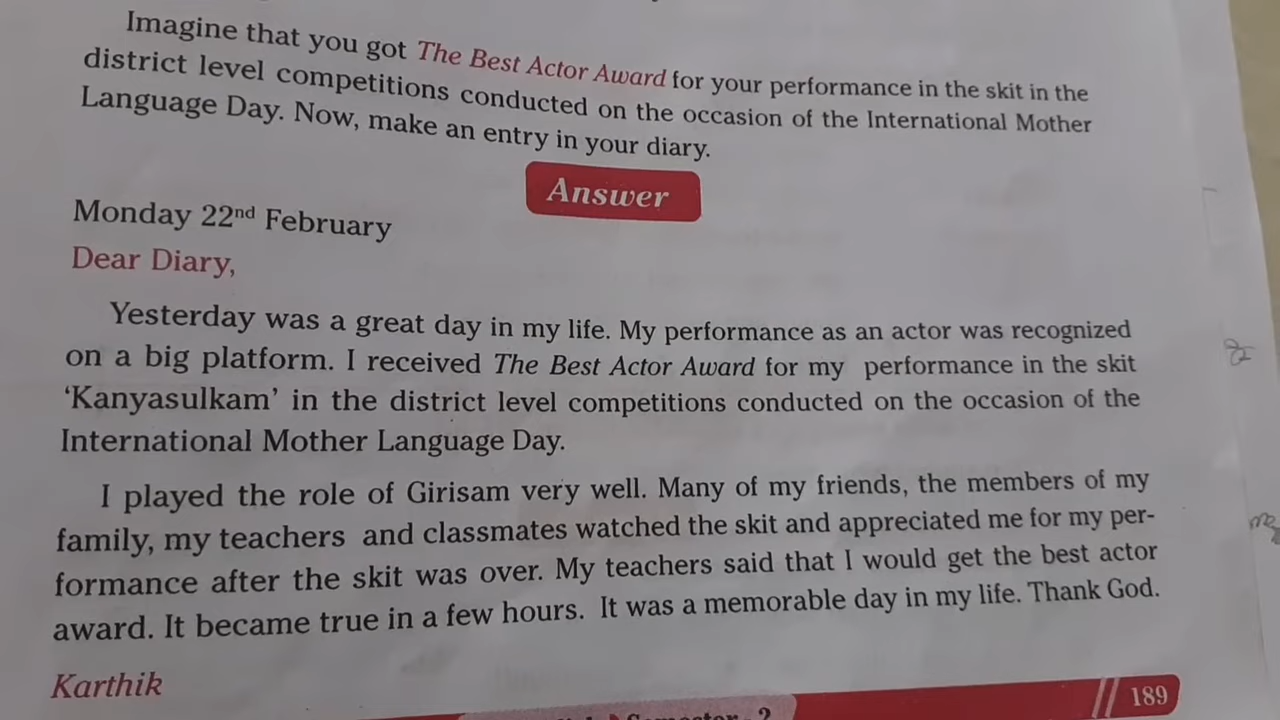 Imagine that you got The Best Actor Award for your performance in the skit in the
district level competitions conducted on the occasion of the International Mother
Language Day. Now, make an entry in your diary.
Answer
Monday 22nd February
Dear Diary,
Yesterday was a great day in my life. My performance as an actor was recognized
on a big platform. I received The Best Actor Award for my performance in the skit
‘Kanyasulkam’ in the district level competitions conducted on the occasion of the
International Mother Language Day.
I played the role of Girisam very well. Many of my friends, the members of my
family, my teachers and classmates watched the skit and appreciated me for my per-
formance after the skit was over. My teachers said that I would get the best actor
award. It became true in a few hours. It was a memorable day in my life. Thank God.
Karthik
Semester - 2
189